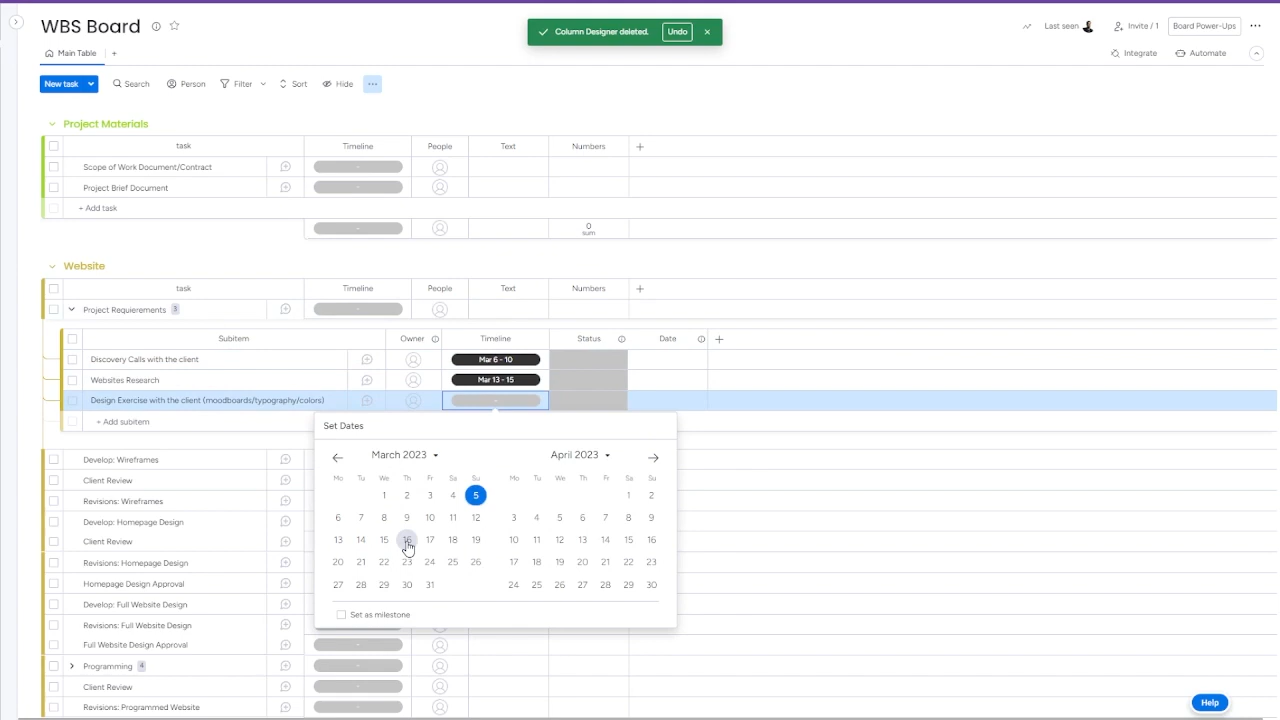 WBS Board
Column Designer deleted. Undo
Last seen Invite / 1 Board Power-Ups
Main Table
Integrate Automate
New task Search Person Filter Sort Hide
Project Materials
task Timeline People Text Numbers
Scope of Work Document/Contract -
Project Brief Document -
+ Add task
- 0
sum
Website
task Timeline People Text Numbers
Project Requierements 3 -
Subitem Owner Timeline Status Date
Discovery Calls with the client Mar 6 - 10
Websites Research Mar 13 - 15
Design Exercise with the client (moodboards/typography/colors) -
+ Add subitem
Set Dates
March 2023 April 2023
Mo Tu We Th Fr Sa Su Mo Tu We Th Fr Sa Su
1 2 3 4 5 1 2
6 7 8 9 10 11 12 3 4 5 6 7 8 9
13 14 15 16 17 18 19 10 11 12 13 14 15 16
20 21 22 23 24 25 26 17 18 19 20 21 22 23
27 28 29 30 31 24 25 26 27 28 29 30
Set as milestone
Develop: Wireframes
Client Review
Revisions: Wireframes
Develop: Homepage Design
Client Review
Revisions: Homepage Design
Homepage Design Approval
Develop: Full Website Design
Revisions: Full Website Design
Full Website Design Approval -
Programming 4 -
Client Review -
Revisions: Programmed Website -
Help